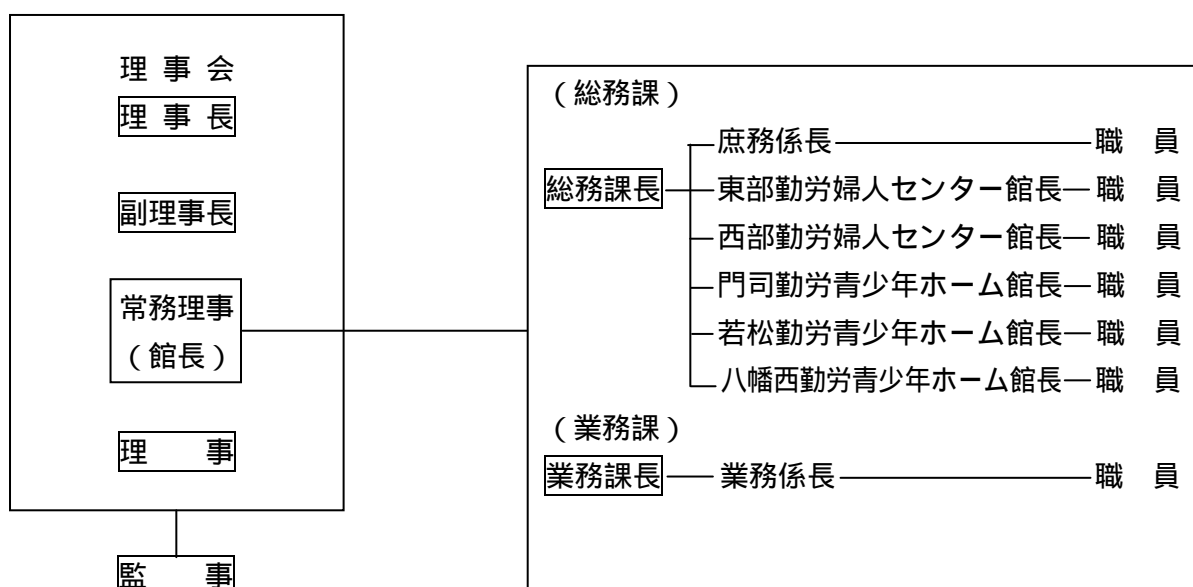 理事会
理事長
副理事長
常務理事
（館長）
理　　事
監　　事
（総務課）
総務課長
庶務係長　職　員
東部勤労婦人センター館長　職　員
西部勤労婦人センター館長　職　員
門司勤労青少年ホーム館長　職　員
若松勤労青少年ホーム館長　職　員
八幡西勤労青少年ホーム館長　職　員
（業務課）
業務課長　業務係長　職　員